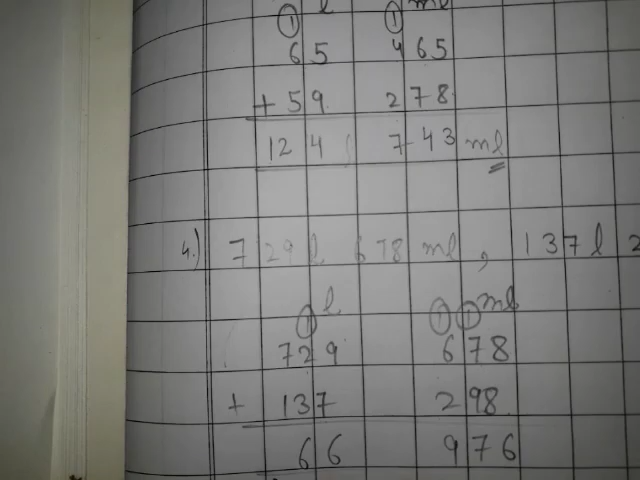 ① l ① ml
65 465
+ 59 278
124 l 743 ml
4.) 729 l 678 ml, 137 l 2
① l ① ① ml
729 678
+ 137 298
66 976